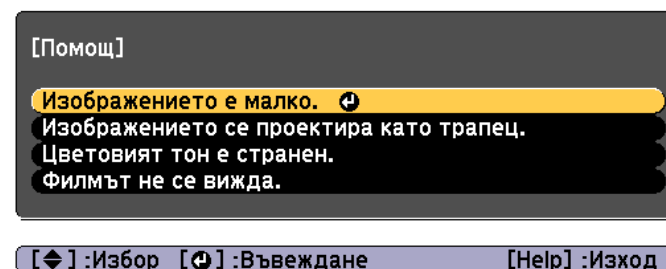 [Помощ]
Изображението е малко.
Изображението се проектира като трапец.
Цветовият тон е странен.
Филмът не се вижда.
[◆] :Избор [⏎] :Въвеждане [Help] :Изход